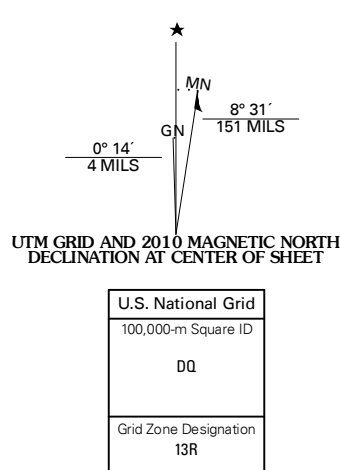 ★
MN
8° 31´
151 MILS
GN
0° 14´
4 MILS
UTM GRID AND 2010 MAGNETIC NORTH
DECLINATION AT CENTER OF SHEET
U.S. National Grid
100,000-m Square ID
DQ
Grid Zone Designation
13R